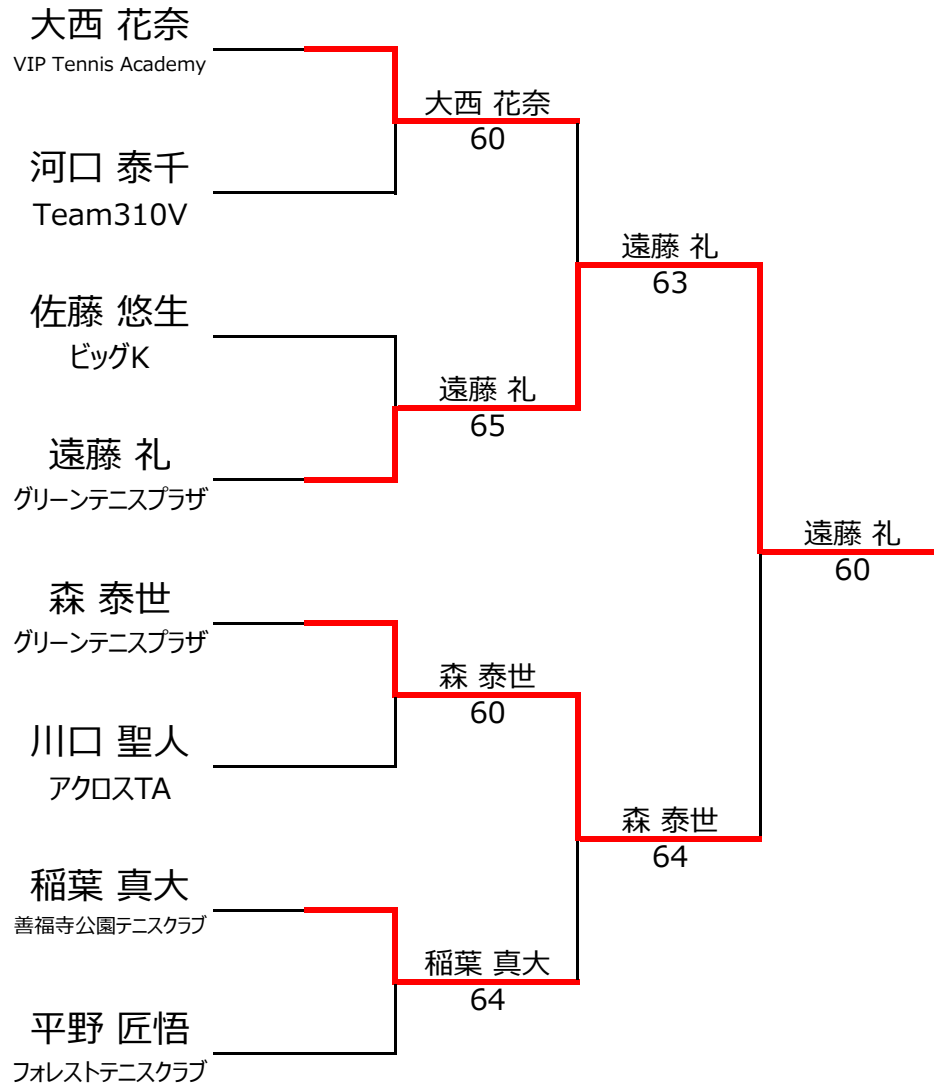 大西 花奈
VIP Tennis Academy
大西 花奈
60
河口 泰千
Team310V
遠藤 礼
63
佐藤 悠生
ビッグK
遠藤 礼
65
遠藤 礼
グリーンテニスプラザ
遠藤 礼
60
森 泰世
グリーンテニスプラザ
森 泰世
60
川口 聖人
アクロスTA
森 泰世
64
稲葉 真大
善福寺公園テニスクラブ
稲葉 真大
64
平野 匠悟
フォレストテニスクラブ